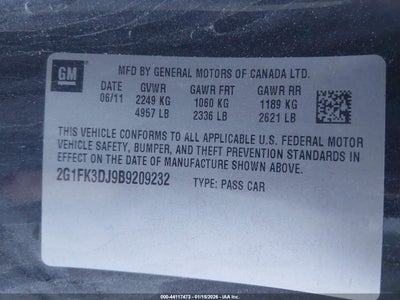 GM
MFD BY GENERAL MOTORS OF CANADA LTD.
DATE GVWR GAWR FRT GAWR RR
06/11 2249 KG 1060 KG 1189 KG
4957 LB 2336 LB 2621 LB
THIS VEHICLE CONFORMS TO ALL APPLICABLE U.S. FEDERAL MOTOR
VEHICLE SAFETY, BUMPER, AND THEFT PREVENTION STANDARDS IN
EFFECT ON THE DATE OF MANUFACTURE SHOWN ABOVE.
2G1FK3DJ9B9209232 TYPE: PASS CAR
000-44117473 - 01/15/2026 - IAA Inc.